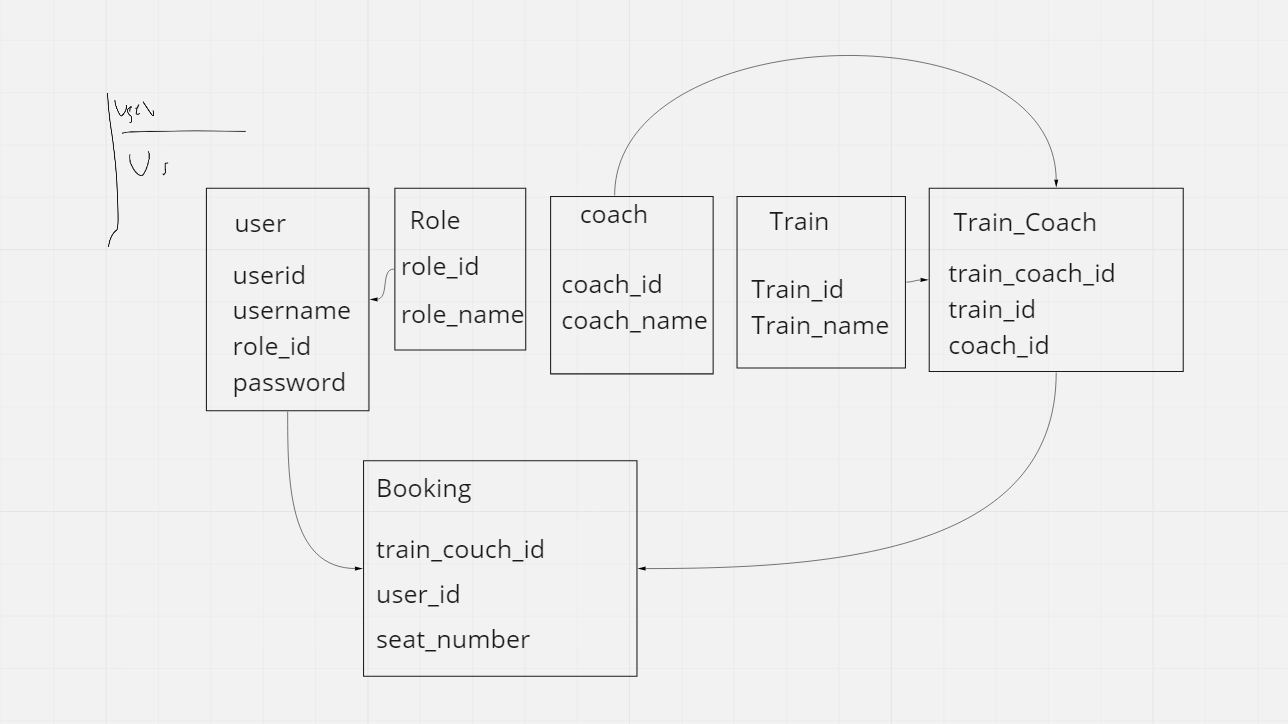 user
userid
username
role_id
password
Role
role_id
role_name
coach
coach_id
coach_name
Train
Train_id
Train_name
Train_Coach
train_coach_id
train_id
coach_id
Booking
train_couch_id
user_id
seat_number